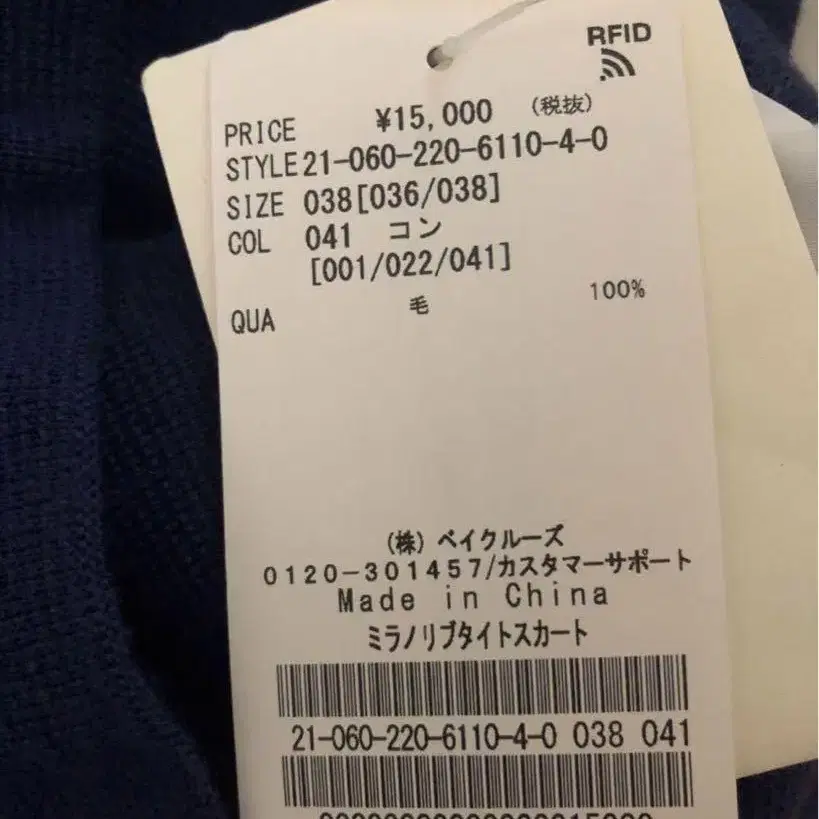 RFID
PRICE ¥15,000 (税抜)
STYLE 21-060-220-6110-4-0
SIZE 038[036/038]
COL 041 コン
[001/022/041]
QUA 毛 100%
(株) ベイクルーズ
0120-301457/カスタマーサポート
Made in China
ミラノリブタイトスカート
21-060-220-6110-4-0 038 041